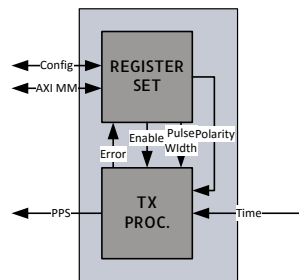 Config
AXI MM
REGISTER
SET
Error
Enable
Pulse
WIdth
Polarity
PPS
TX
PROC.
Time